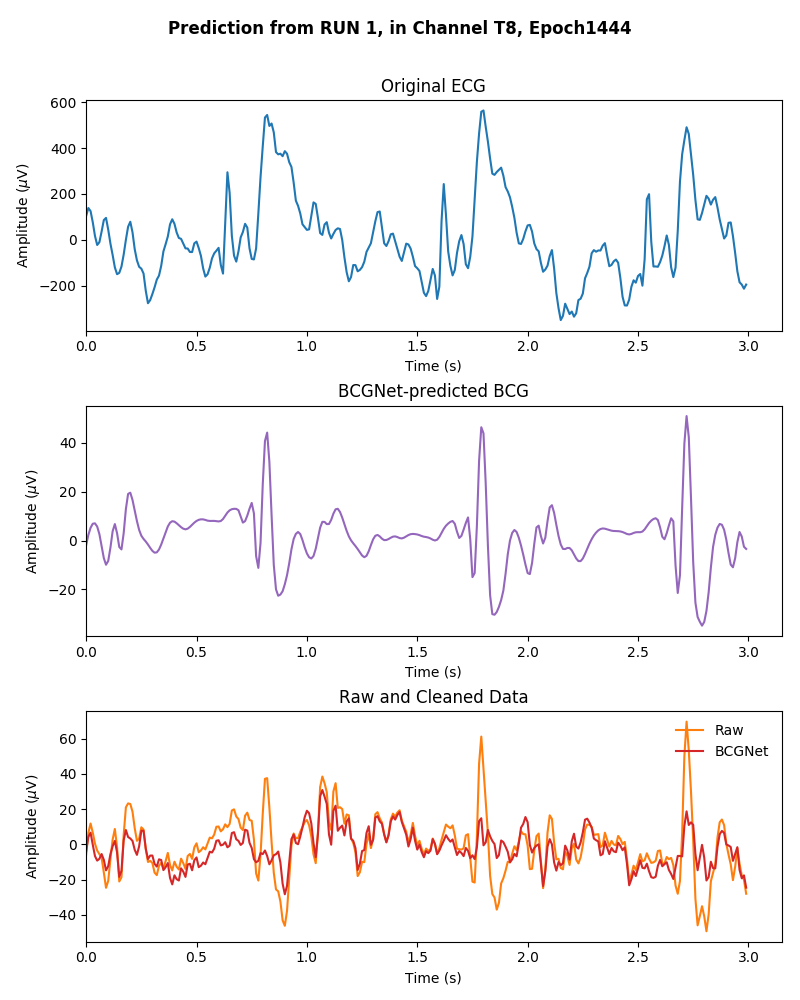 Prediction from RUN 1, in Channel T8, Epoch1444
Original ECG
600
400
200
0
−200
Amplitude (μV)
0.0 0.5 1.0 1.5 2.0 2.5 3.0
Time (s)
BCGNet-predicted BCG
40
20
0
−20
Amplitude (μV)
0.0 0.5 1.0 1.5 2.0 2.5 3.0
Time (s)
Raw and Cleaned Data
Raw
BCGNet
60
40
20
0
−20
−40
Amplitude (μV)
0.0 0.5 1.0 1.5 2.0 2.5 3.0
Time (s)